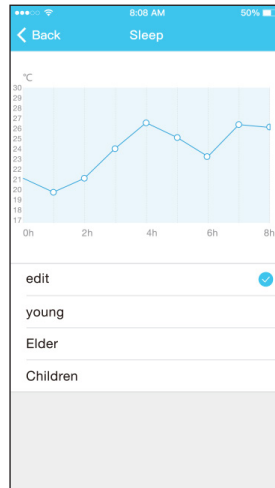 8:08 AM 50%
Back Sleep
℃
30
29
28
27
26
25
24
23
22
21
20
19
18
17
0h 2h 4h 6h 8h
edit
young
Elder
Children